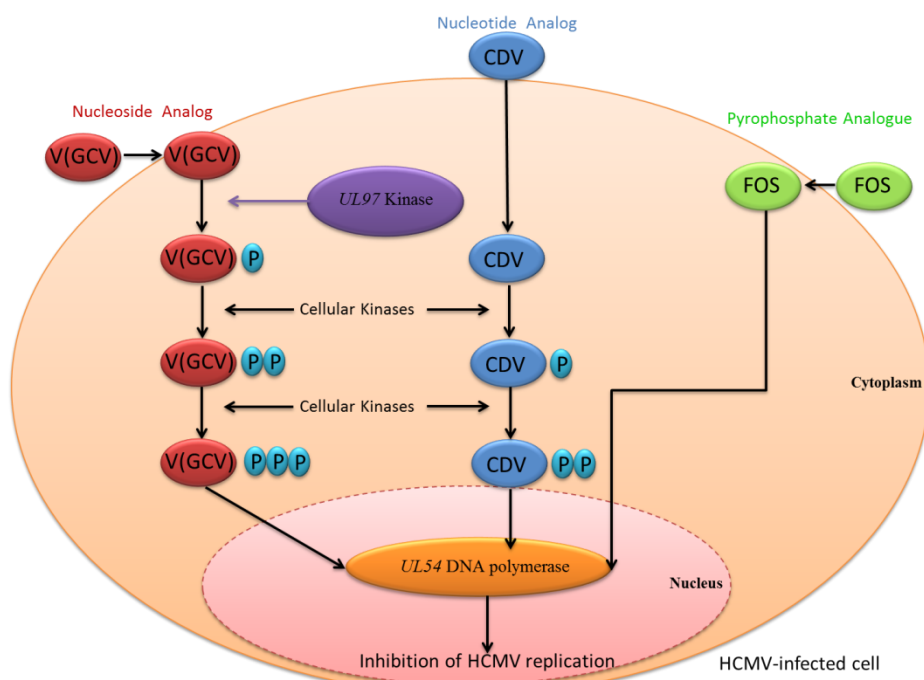 Nucleotide Analog
CDV
Nucleoside Analog
V(GCV)
V(GCV)
Pyrophosphate Analogue
FOS
FOS
UL97 Kinase
V(GCV) P
CDV
Cellular Kinases
V(GCV) P P
CDV P
Cytoplasm
Cellular Kinases
V(GCV) P P P
CDV P P
UL54 DNA polymerase
Nucleus
Inhibition of HCMV replication
HCMV-infected cell